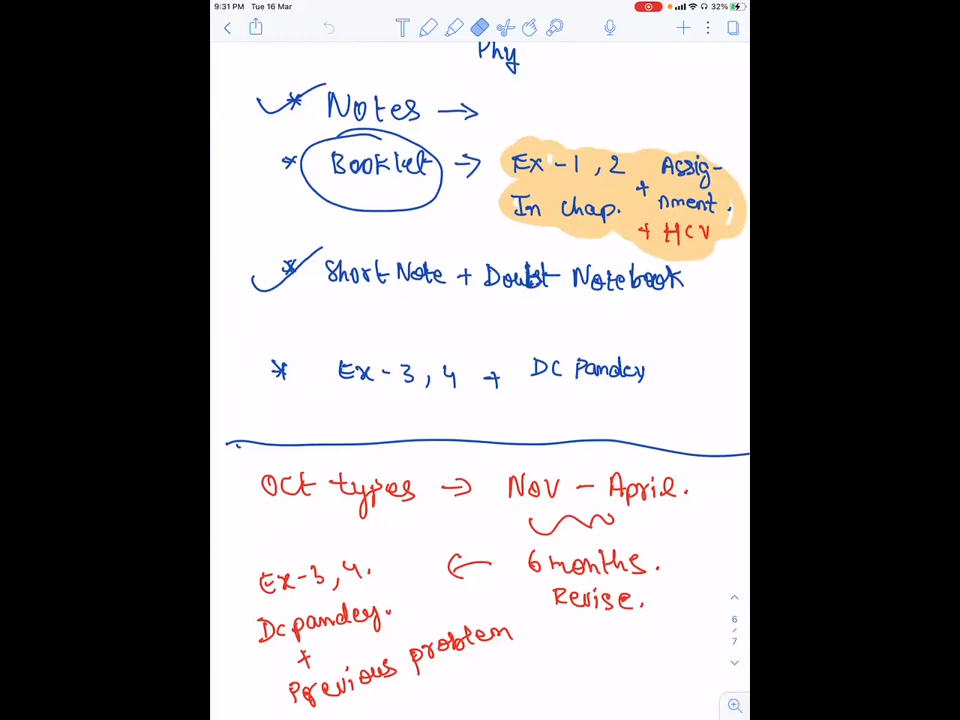 9:31 PM Tue 16 Mar 32%
Phy
* Notes →
* Booklet → Ex-1, 2 + Assig-
In chap. nment.
+ HCV
* Short Note + Doubt Notebook
* Ex-3, 4 + DC Pandey
Oct types → Nov - April.
6 months.
Revise.
Ex-3, 4.
Dc pandey.
+
Previous problem
6
/
7